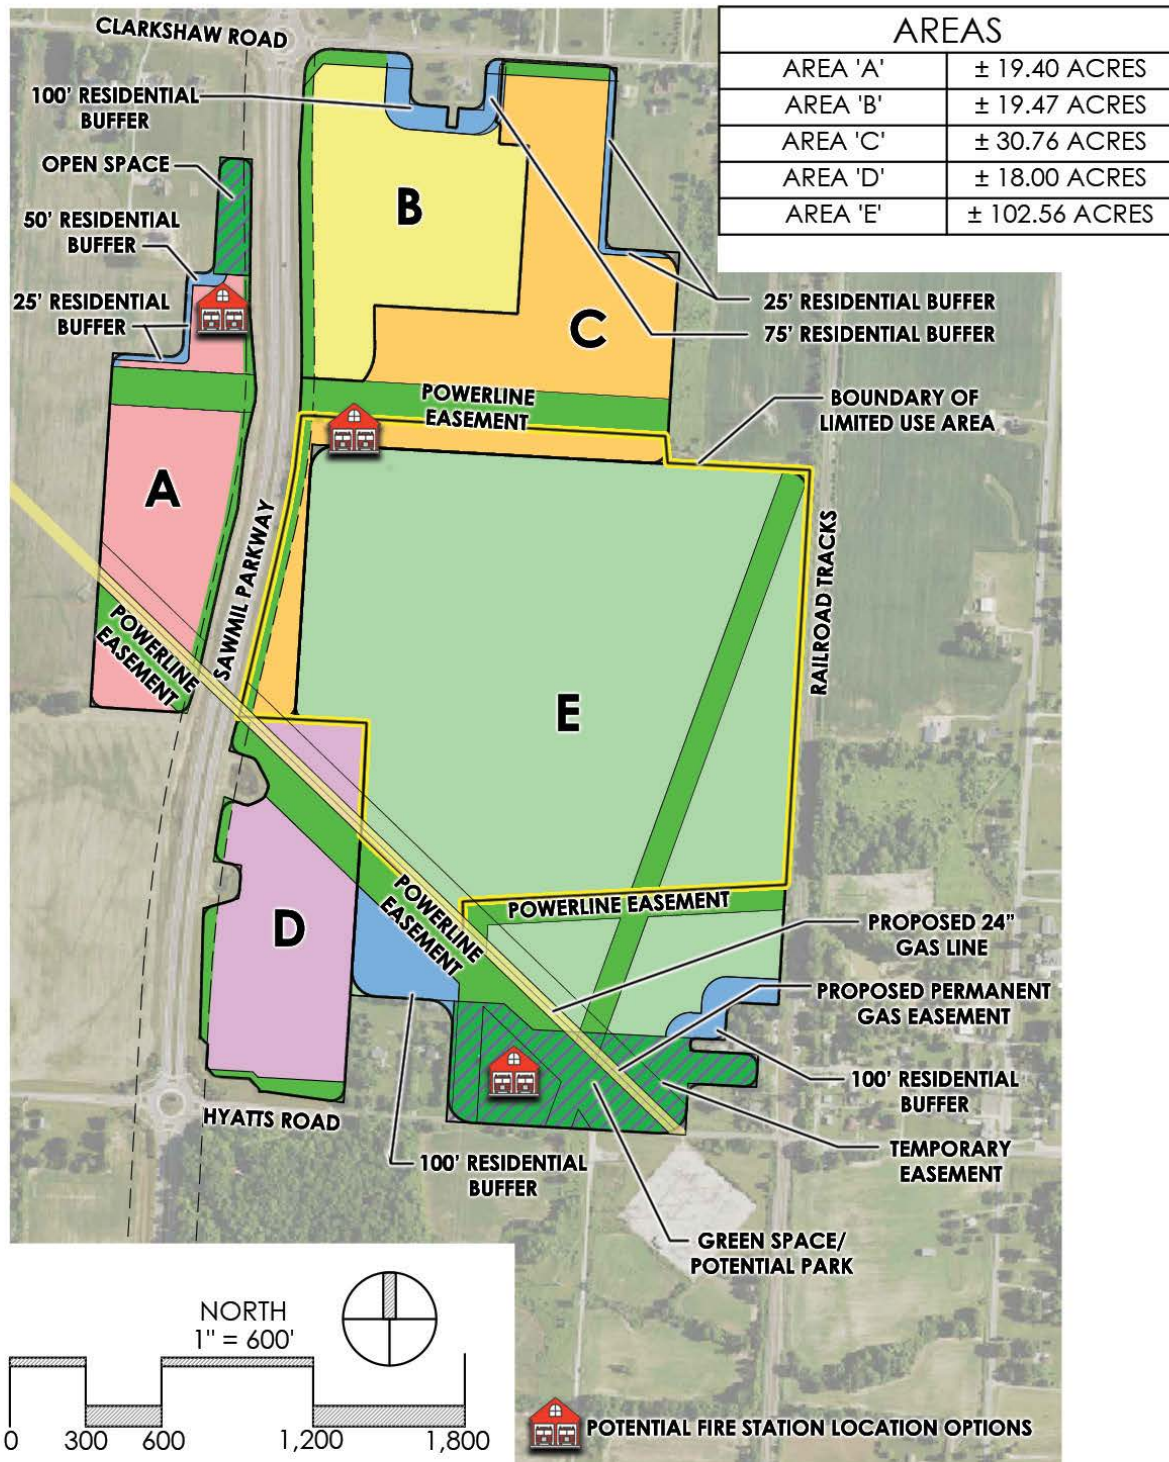 CLARKSHAW ROAD
AREAS
AREA 'A' ± 19.40 ACRES
AREA 'B' ± 19.47 ACRES
AREA 'C' ± 30.76 ACRES
AREA 'D' ± 18.00 ACRES
AREA 'E' ± 102.56 ACRES
100' RESIDENTIAL
BUFFER
OPEN SPACE
50' RESIDENTIAL
BUFFER
25' RESIDENTIAL
BUFFER
B
C
25' RESIDENTIAL BUFFER
75' RESIDENTIAL BUFFER
POWERLINE
EASEMENT
BOUNDARY OF
LIMITED USE AREA
A
SAWMIL PARKWAY
RAILROAD TRACKS
POWERLINE
EASEMENT
E
POWERLINE
EASEMENT
POWERLINE EASEMENT
D
PROPOSED 24"
GAS LINE
PROPOSED PERMANENT
GAS EASEMENT
100' RESIDENTIAL
BUFFER
HYATTS ROAD
TEMPORARY
EASEMENT
100' RESIDENTIAL
BUFFER
GREEN SPACE/
POTENTIAL PARK
NORTH
1" = 600'
0 300 600 1,200 1,800
POTENTIAL FIRE STATION LOCATION OPTIONS